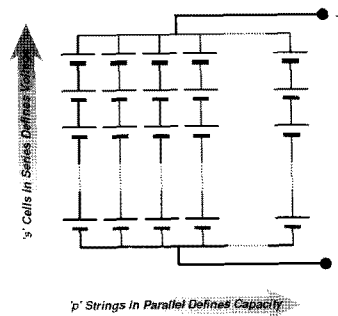 's' Cells in Series Defines Voltage
'p' Strings in Parallel Defines Capacity